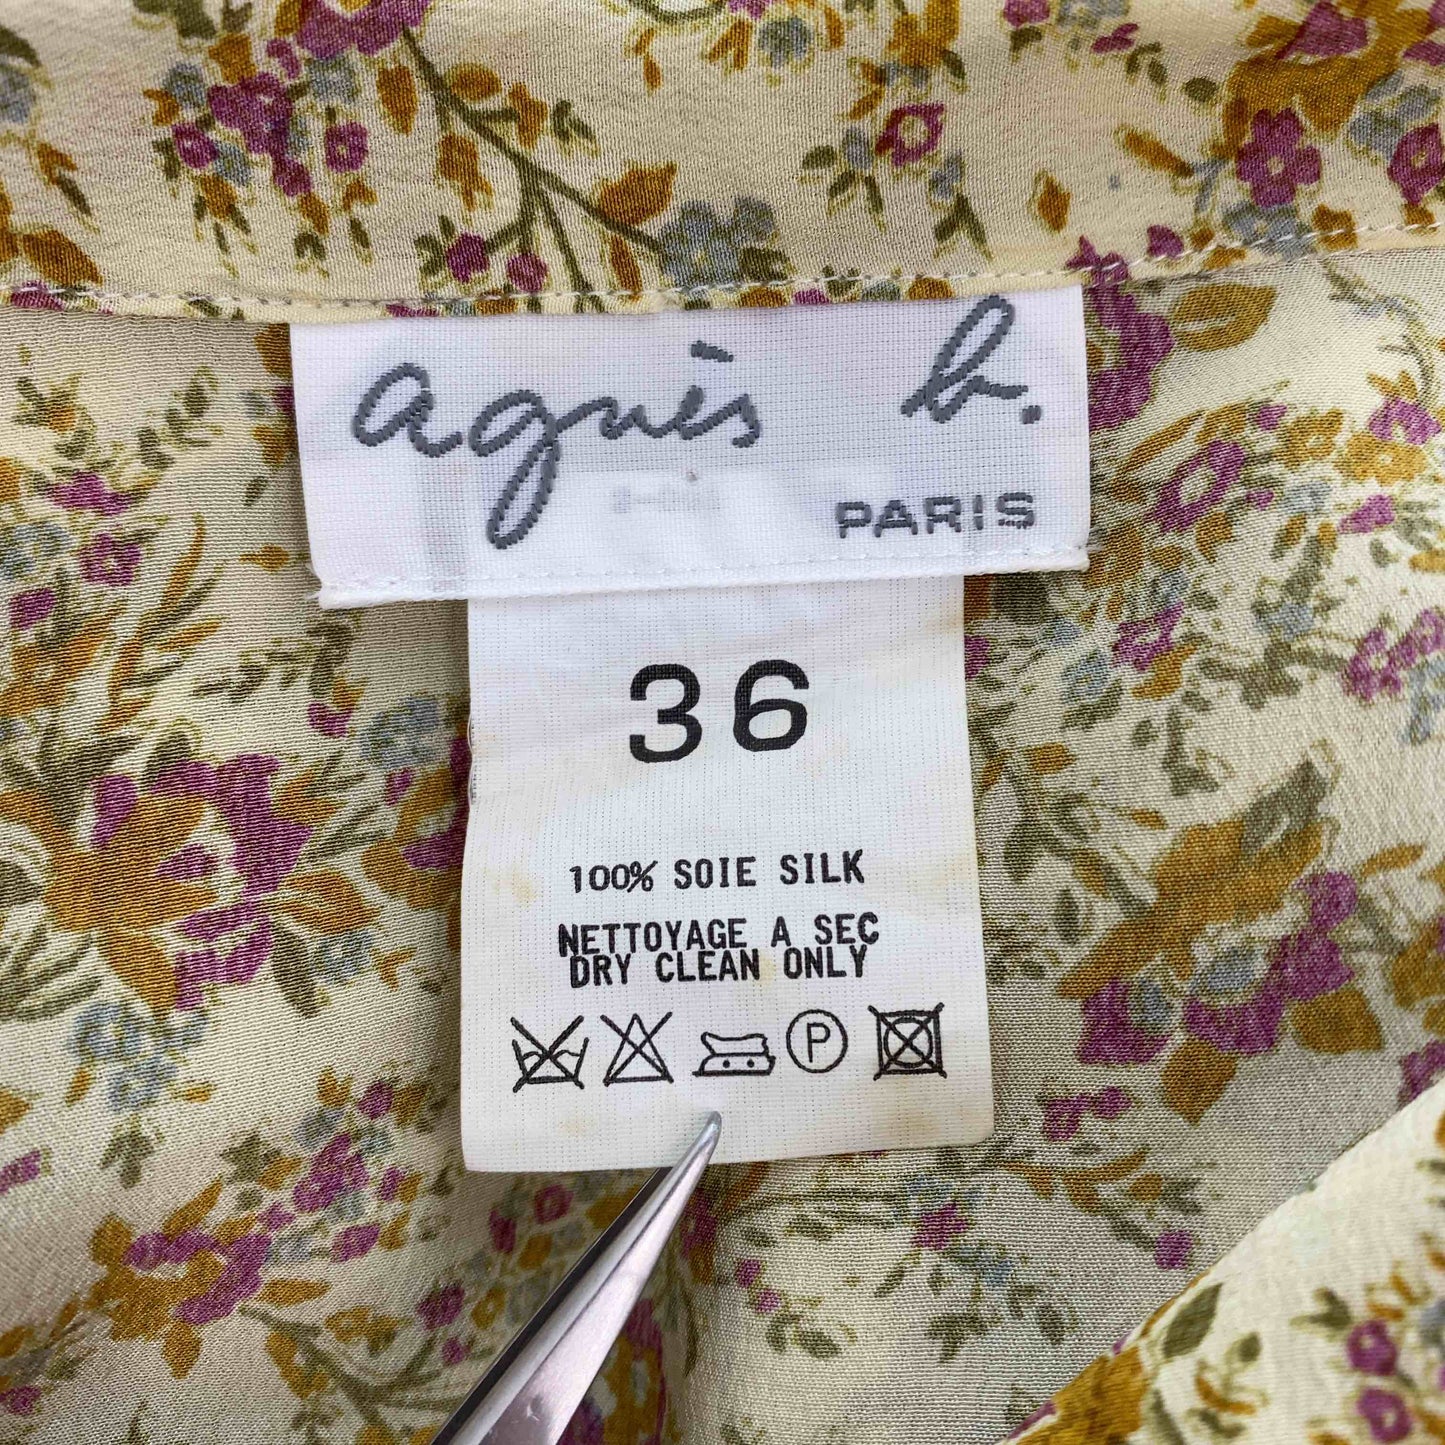 agnès b.
PARIS
36
100% SOIE SILK
NETTOYAGE A SEC
DRY CLEAN ONLY
P